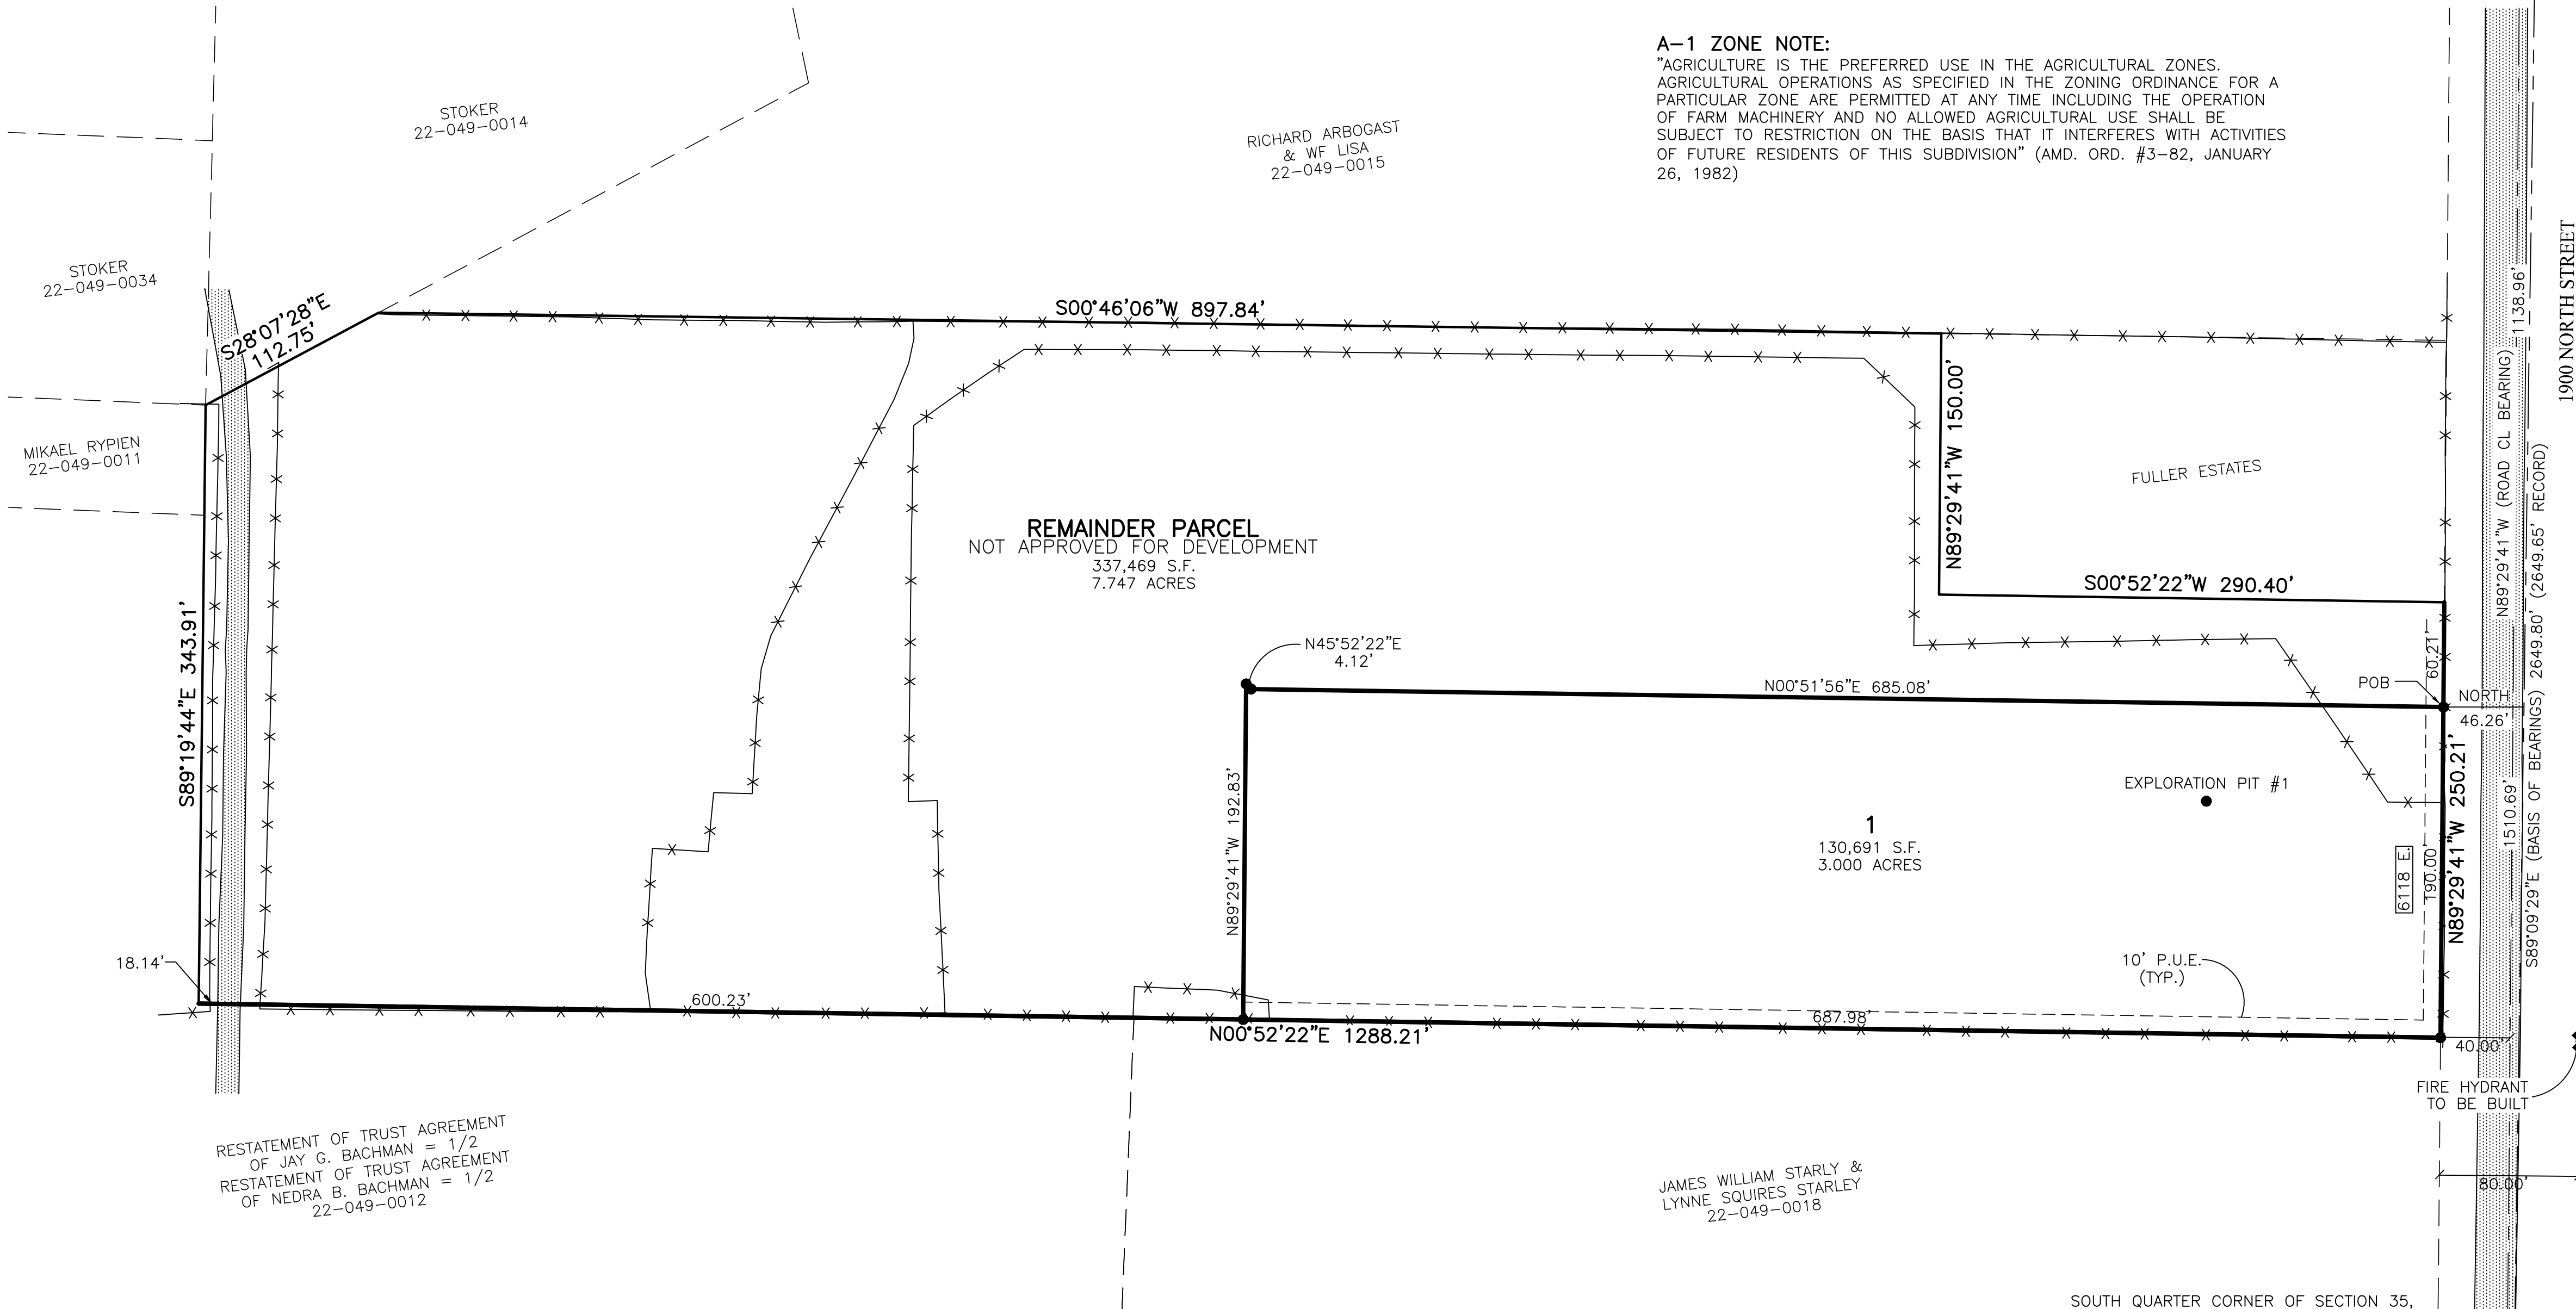 A-1 ZONE NOTE:
"AGRICULTURE IS THE PREFERRED USE IN THE AGRICULTURAL ZONES.
AGRICULTURAL OPERATIONS AS SPECIFIED IN THE ZONING ORDINANCE FOR A
PARTICULAR ZONE ARE PERMITTED AT ANY TIME INCLUDING THE OPERATION
OF FARM MACHINERY AND NO ALLOWED AGRICULTURAL USE SHALL BE
SUBJECT TO RESTRICTION ON THE BASIS THAT IT INTERFERES WITH ACTIVITIES
OF FUTURE RESIDENTS OF THIS SUBDIVISION" (AMD. ORD. #3-82, JANUARY
26, 1982)
STOKER
22-049-0014
RICHARD ARBOGAST
& WF LISA
22-049-0015
STOKER
22-049-0034
MIKAEL RYPIEN
22-049-0011
S28°07'28"E
112.75'
S00°46'06"W 897.84'
N89°29'41"W 150.00'
FULLER ESTATES
S00°52'22"W 290.40'
REMAINDER PARCEL
NOT APPROVED FOR DEVELOPMENT
337,469 S.F.
7.747 ACRES
S89°19'44"E 343.91'
N45°52'22"E
4.12'
N00°51'56"E 685.08'
60.21'
POB
NORTH
46.26'
N89°29'41"W 192.83'
EXPLORATION PIT #1
1
130,691 S.F.
3.000 ACRES
6118 E.
190.00'
N89°29'41"W 250.21'
10' P.U.E.
(TYP.)
18.14'
600.23'
687.98'
N00°52'22"E 1288.21'
40.00'
FIRE HYDRANT
TO BE BUILT
80.00'
1138.96'
N89°29'41"W (ROAD CL BEARING)
1510.69'
S89°09'29"E (BASIS OF BEARINGS) 2649.80' (2649.65' RECORD)
1900 NORTH STREET
RESTATEMENT OF TRUST AGREEMENT
OF JAY G. BACHMAN = 1/2
RESTATEMENT OF TRUST AGREEMENT
OF NEDRA B. BACHMAN = 1/2
22-049-0012
JAMES WILLIAM STARLY &
LYNNE SQUIRES STARLEY
22-049-0018
SOUTH QUARTER CORNER OF SECTION 35,